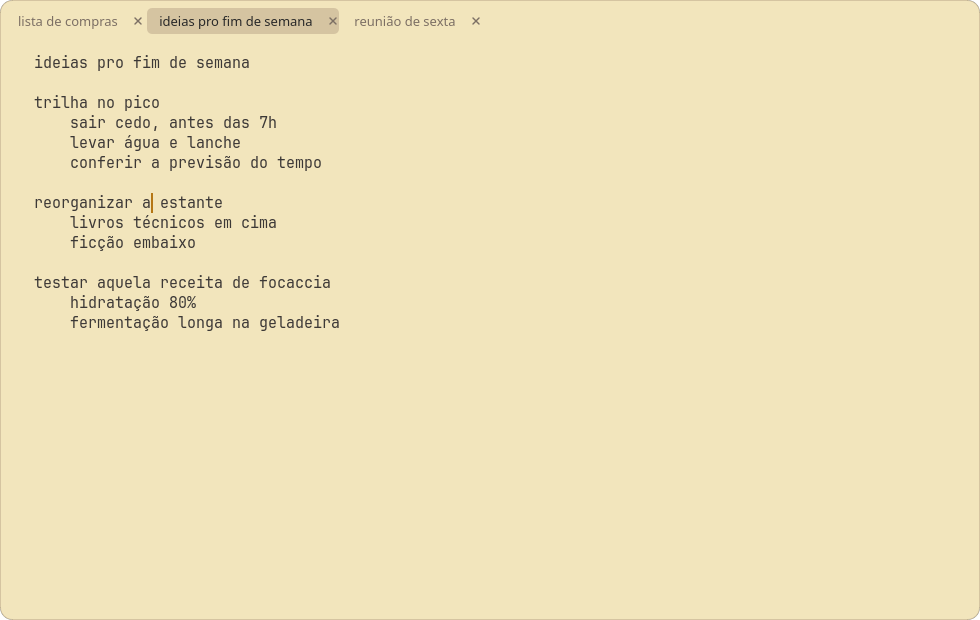 lista de compras ✕ ideias pro fim de semana ✕ reunião de sexta ✕
ideias pro fim de semana
trilha no pico
sair cedo, antes das 7h
levar água e lanche
conferir a previsão do tempo
reorganizar a estante
livros técnicos em cima
ficção embaixo
testar aquela receita de focaccia
hidratação 80%
fermentação longa na geladeira